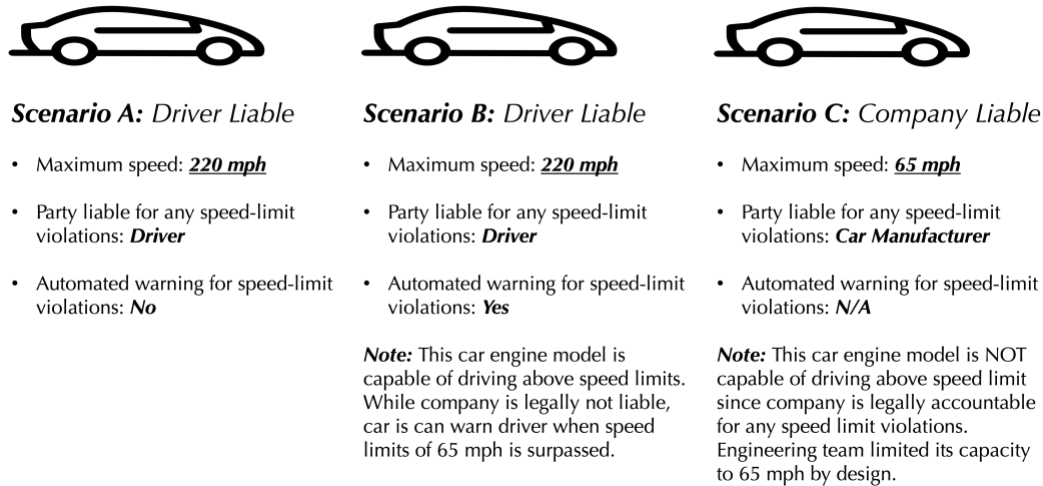 Scenario A: Driver Liable
• Maximum speed: 220 mph
• Party liable for any speed-limit
violations: Driver
• Automated warning for speed-limit
violations: No
Scenario B: Driver Liable
• Maximum speed: 220 mph
• Party liable for any speed-limit
violations: Driver
• Automated warning for speed-limit
violations: Yes
Note: This car engine model is
capable of driving above speed limits.
While company is legally not liable,
car is can warn driver when speed
limits of 65 mph is surpassed.
Scenario C: Company Liable
• Maximum speed: 65 mph
• Party liable for any speed-limit
violations: Car Manufacturer
• Automated warning for speed-limit
violations: N/A
Note: This car engine model is NOT
capable of driving above speed limit
since company is legally accountable
for any speed limit violations.
Engineering team limited its capacity
to 65 mph by design.